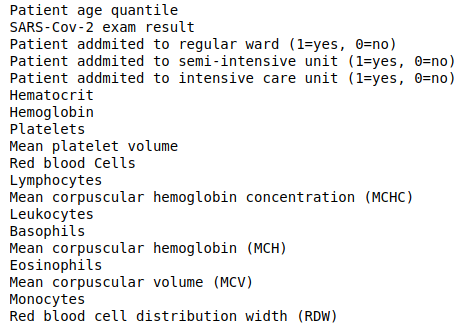 Patient age quantile
SARS-Cov-2 exam result
Patient addmited to regular ward (1=yes, 0=no)
Patient addmited to semi-intensive unit (1=yes, 0=no)
Patient addmited to intensive care unit (1=yes, 0=no)
Hematocrit
Hemoglobin
Platelets
Mean platelet volume
Red blood Cells
Lymphocytes
Mean corpuscular hemoglobin concentration (MCHC)
Leukocytes
Basophils
Mean corpuscular hemoglobin (MCH)
Eosinophils
Mean corpuscular volume (MCV)
Monocytes
Red blood cell distribution width (RDW)